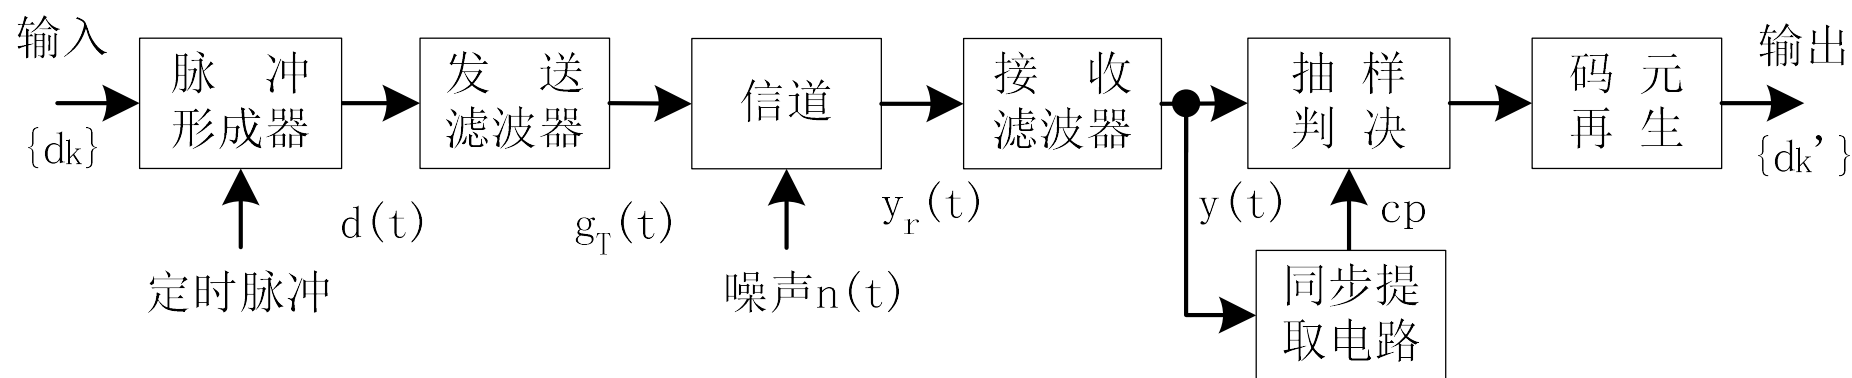 输入
{dk}
脉 冲
形成器
定时脉冲
d(t)
发 送
滤波器
gT(t)
信道
噪声n(t)
yr(t)
接 收
滤波器
y(t)
抽 样
判 决
cp
同步提
取电路
码 元
再 生
输出
{dk'}